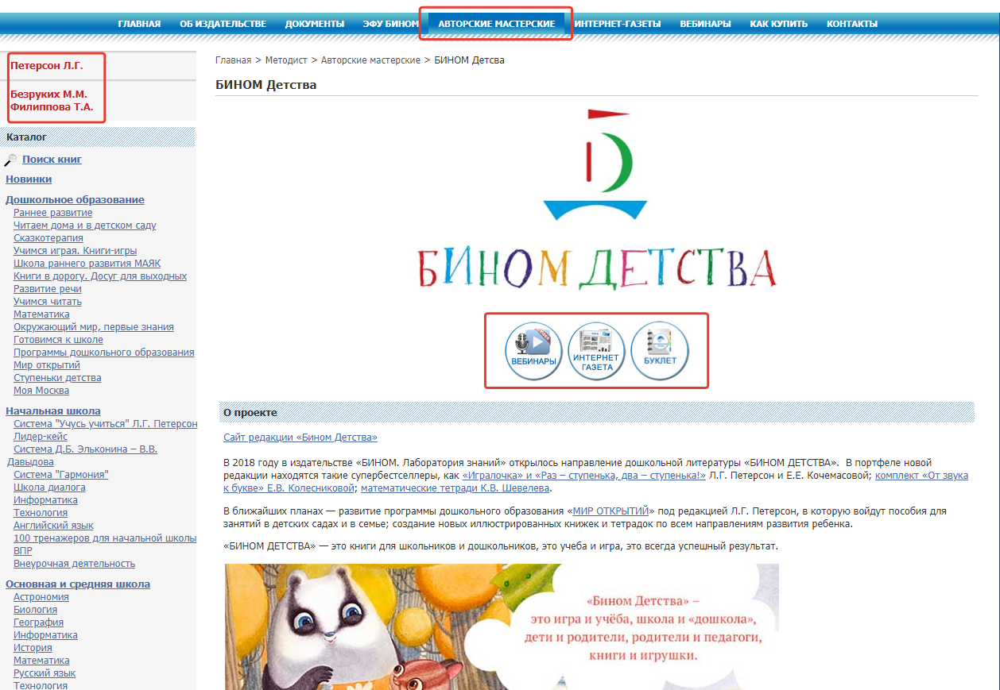 ГЛАВНАЯ ОБ ИЗДАТЕЛЬСТВЕ ДОКУМЕНТЫ ЭФУ БИНОМ АВТОРСКИЕ МАСТЕРСКИЕ ИНТЕРНЕТ-ГАЗЕТЫ ВЕБИНАРЫ КАК КУПИТЬ КОНТАКТЫ
Петерсон Л.Г.
Безруких М.М.
Филиппова Т.А.
Каталог
Поиск книг
Новинки
Дошкольное образование
Раннее развитие
Читаем дома и в детском саду
Сказкотерапия
Учимся играя. Книги-игры
Школа раннего развития МАЯК
Книги в дорогу. Досуг для выходных
Развитие речи
Учимся читать
Математика
Окружающий мир, первые знания
Готовимся к школе
Программы дошкольного образования
Мир открытий
Ступеньки детства
Моя Москва
Начальная школа
Система "Учусь учиться" Л.Г. Петерсон
Лидер-кейс
Система Д.Б. Эльконина – В.В.
Давыдова
Система "Гармония"
Школа диалога
Информатика
Технология
Английский язык
100 тренажеров для начальной школы
ВПР
Внеурочная деятельность
Основная и средняя школа
Астрономия
Биология
География
Информатика
История
Математика
Русский язык
Технология
Главная > Методист > Авторские мастерские > БИНОМ Детсва
БИНОМ Детства
БИНОМ ДЕТСТВА
ВЕБИНАРЫ
ИНТЕРНЕТ
ГАЗЕТА
БУКЛЕТ
О проекте
Сайт редакции «Бином Детства»
В 2018 году в издательстве «БИНОМ. Лаборатория знаний» открылось направление дошкольной литературы «БИНОМ ДЕТСТВА». В портфеле новой
редакции находятся такие супербестселлеры, как «Игралочка» и «Раз – ступенька, два – ступенька!» Л.Г. Петерсон и Е.Е. Кочемасовой; комплект «От звука
к букве» Е.В. Колесниковой; математические тетради К.В. Шевелева.
В ближайших планах — развитие программы дошкольного образования «МИР ОТКРЫТИЙ» под редакцией Л.Г. Петерсон, в которую войдут пособия для
занятий в детских садах и в семье; создание новых иллюстрированных книжек и тетрадок по всем направлениям развития ребенка.
«БИНОМ ДЕТСТВА» — это книги для школьников и дошкольников, это учеба и игра, это всегда успешный результат.
«Бином Детства» –
это игра и учёба, школа и «дошкола»,
дети и родители, родители и педагоги,
книги и игрушки.